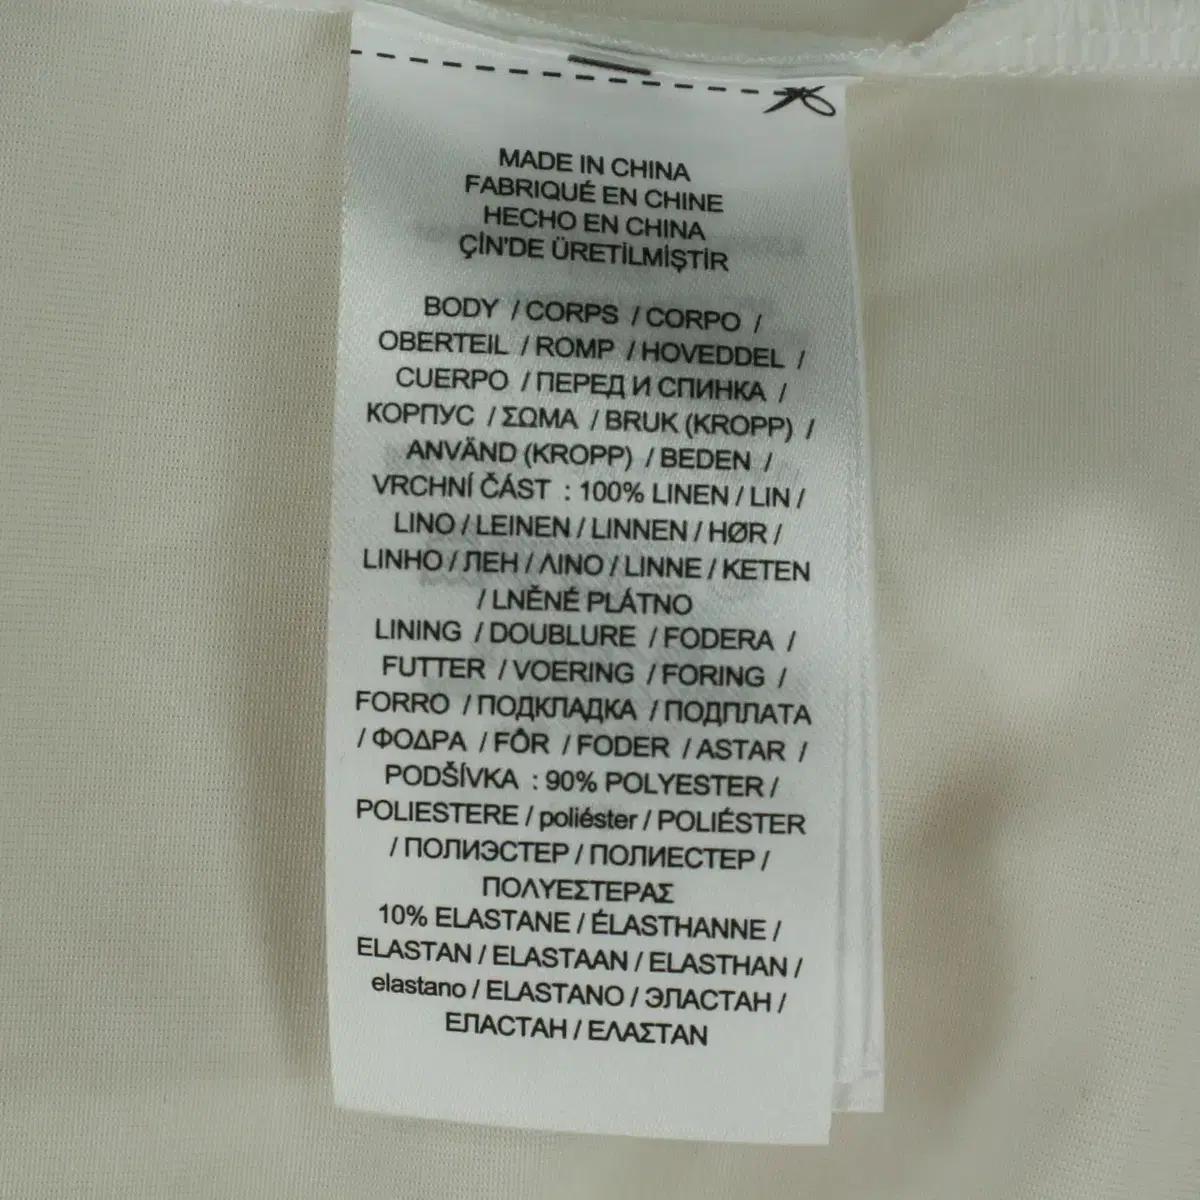 MADE IN CHINA
FABRIQUÉ EN CHINE
HECHO EN CHINA
ÇİN'DE ÜRETİLMİŞTİR
BODY / CORPS / CORPO /
OBERTEIL / ROMP / HOVEDDEL /
CUERPO / ПЕРЕД И СПИНКА /
КОРПУС / ΣΩΜΑ / BRUK (KROPP) /
ANVÄND (KROPP) / BEDEN /
VRCHNÍ ČÁST : 100% LINEN / LIN /
LINO / LEINEN / LINNEN / HØR /
LINHO / ЛЕН / ΛΙΝΟ / LINNE / KETEN
/ LNĚNÉ PLÁTNO
LINING / DOUBLURE / FODERA /
FUTTER / VOERING / FORING /
FORRO / ПОДКЛАДКА / ПОДПЛАТА
/ ΦΟΔΡΑ / FÔR / FODER / ASTAR /
PODŠÍVKA : 90% POLYESTER /
POLIESTERE / poliéster / POLIÉSTER
/ ПОЛИЭСТЕР / ПОЛИЕСТЕР /
ΠΟΛΥΕΣΤΕΡΑΣ
10% ELASTANE / ÉLASTHANNE /
ELASTAN / ELASTAAN / ELASTHAN /
elastano / ELASTANO / ЭЛАСТАН /
ЕЛАСТАН / ΕΛΑΣΤΑΝ